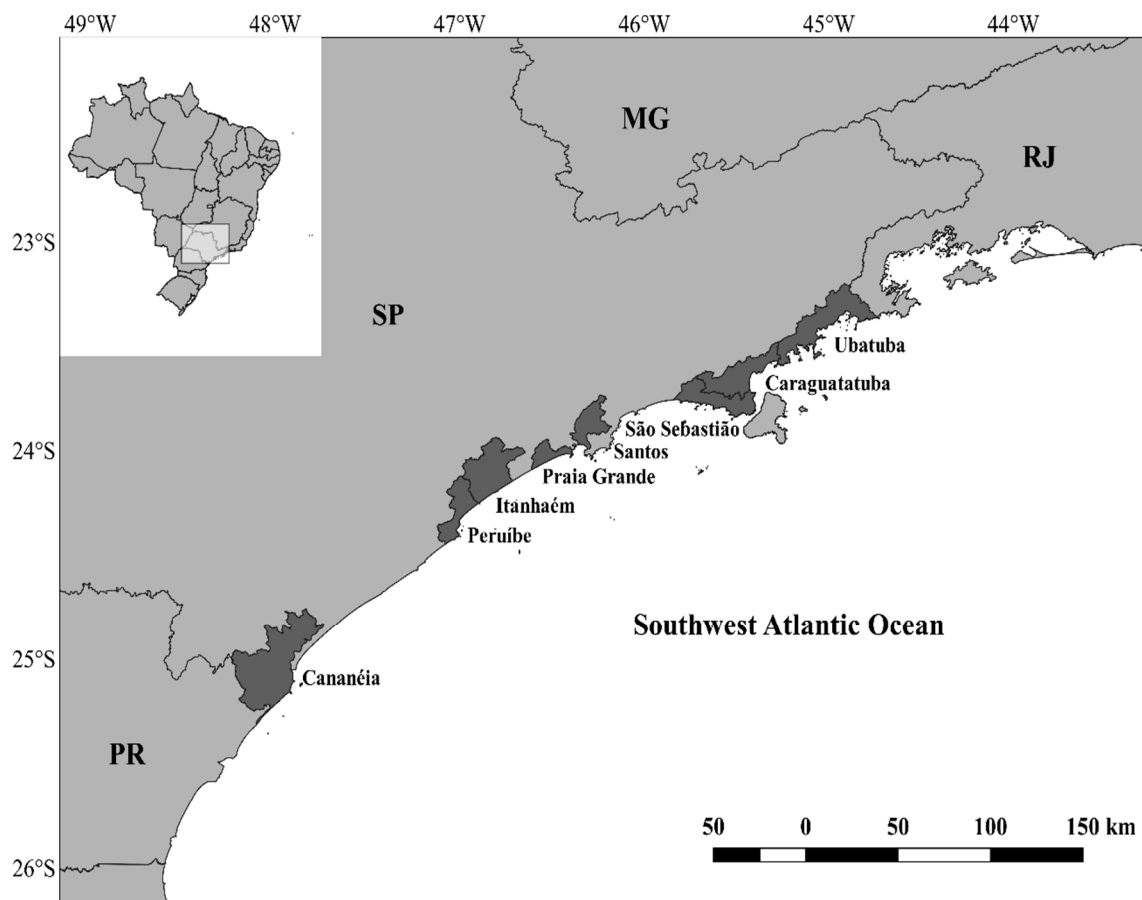 49°W 48°W 47°W 46°W 45°W 44°W
MG
RJ
23°S
SP
Ubatuba
Caraguatatuba
São Sebastião
24°S
Santos
Praia Grande
Itanhaém
Peruíbe
Southwest Atlantic Ocean
25°S
Cananéia
PR
50 0 50 100 150 km
26°S